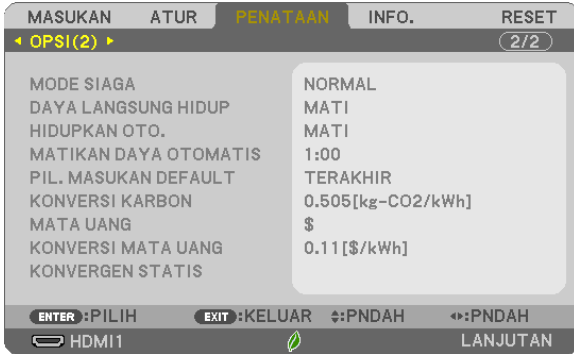 MASUKAN ATUR PENATAAN INFO. RESET
OPSI(2) 2/2
MODE SIAGA NORMAL
DAYA LANGSUNG HIDUP MATI
HIDUPKAN OTO. MATI
MATIKAN DAYA OTOMATIS 1:00
PIL. MASUKAN DEFAULT TERAKHIR
KONVERSI KARBON 0.505[kg-CO2/kWh]
MATA UANG $
KONVERSI MATA UANG 0.11[$/kWh]
KONVERGEN STATIS
ENTER :PILIH EXIT :KELUAR :PNDAH :PNDAH
HDMI1 LANJUTAN